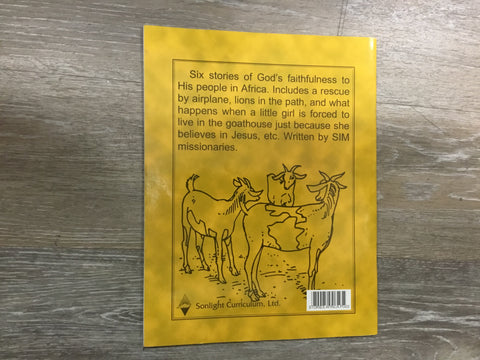 Six stories of God's faithfulness to
His people in Africa. Includes a rescue
by airplane, lions in the path, and what
happens when a little girl is forced to
live in the goathouse just because she
believes in Jesus, etc. Written by SIM
missionaries.
Sonlight Curriculum, Ltd.